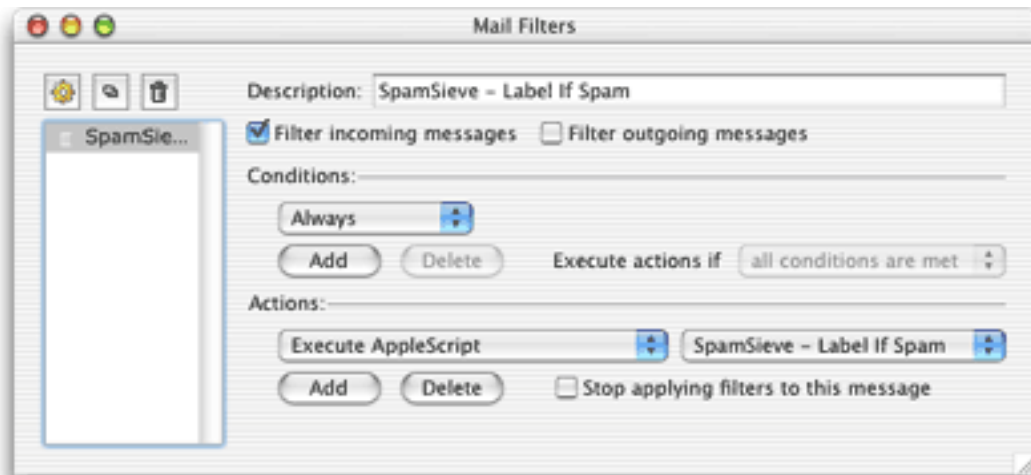 Mail Filters
Description: SpamSieve – Label If Spam
SpamSie...
Filter incoming messages Filter outgoing messages
Conditions:
Always
Add Delete Execute actions if all conditions are met
Actions:
Execute AppleScript SpamSieve – Label If Spam
Add Delete Stop applying filters to this message